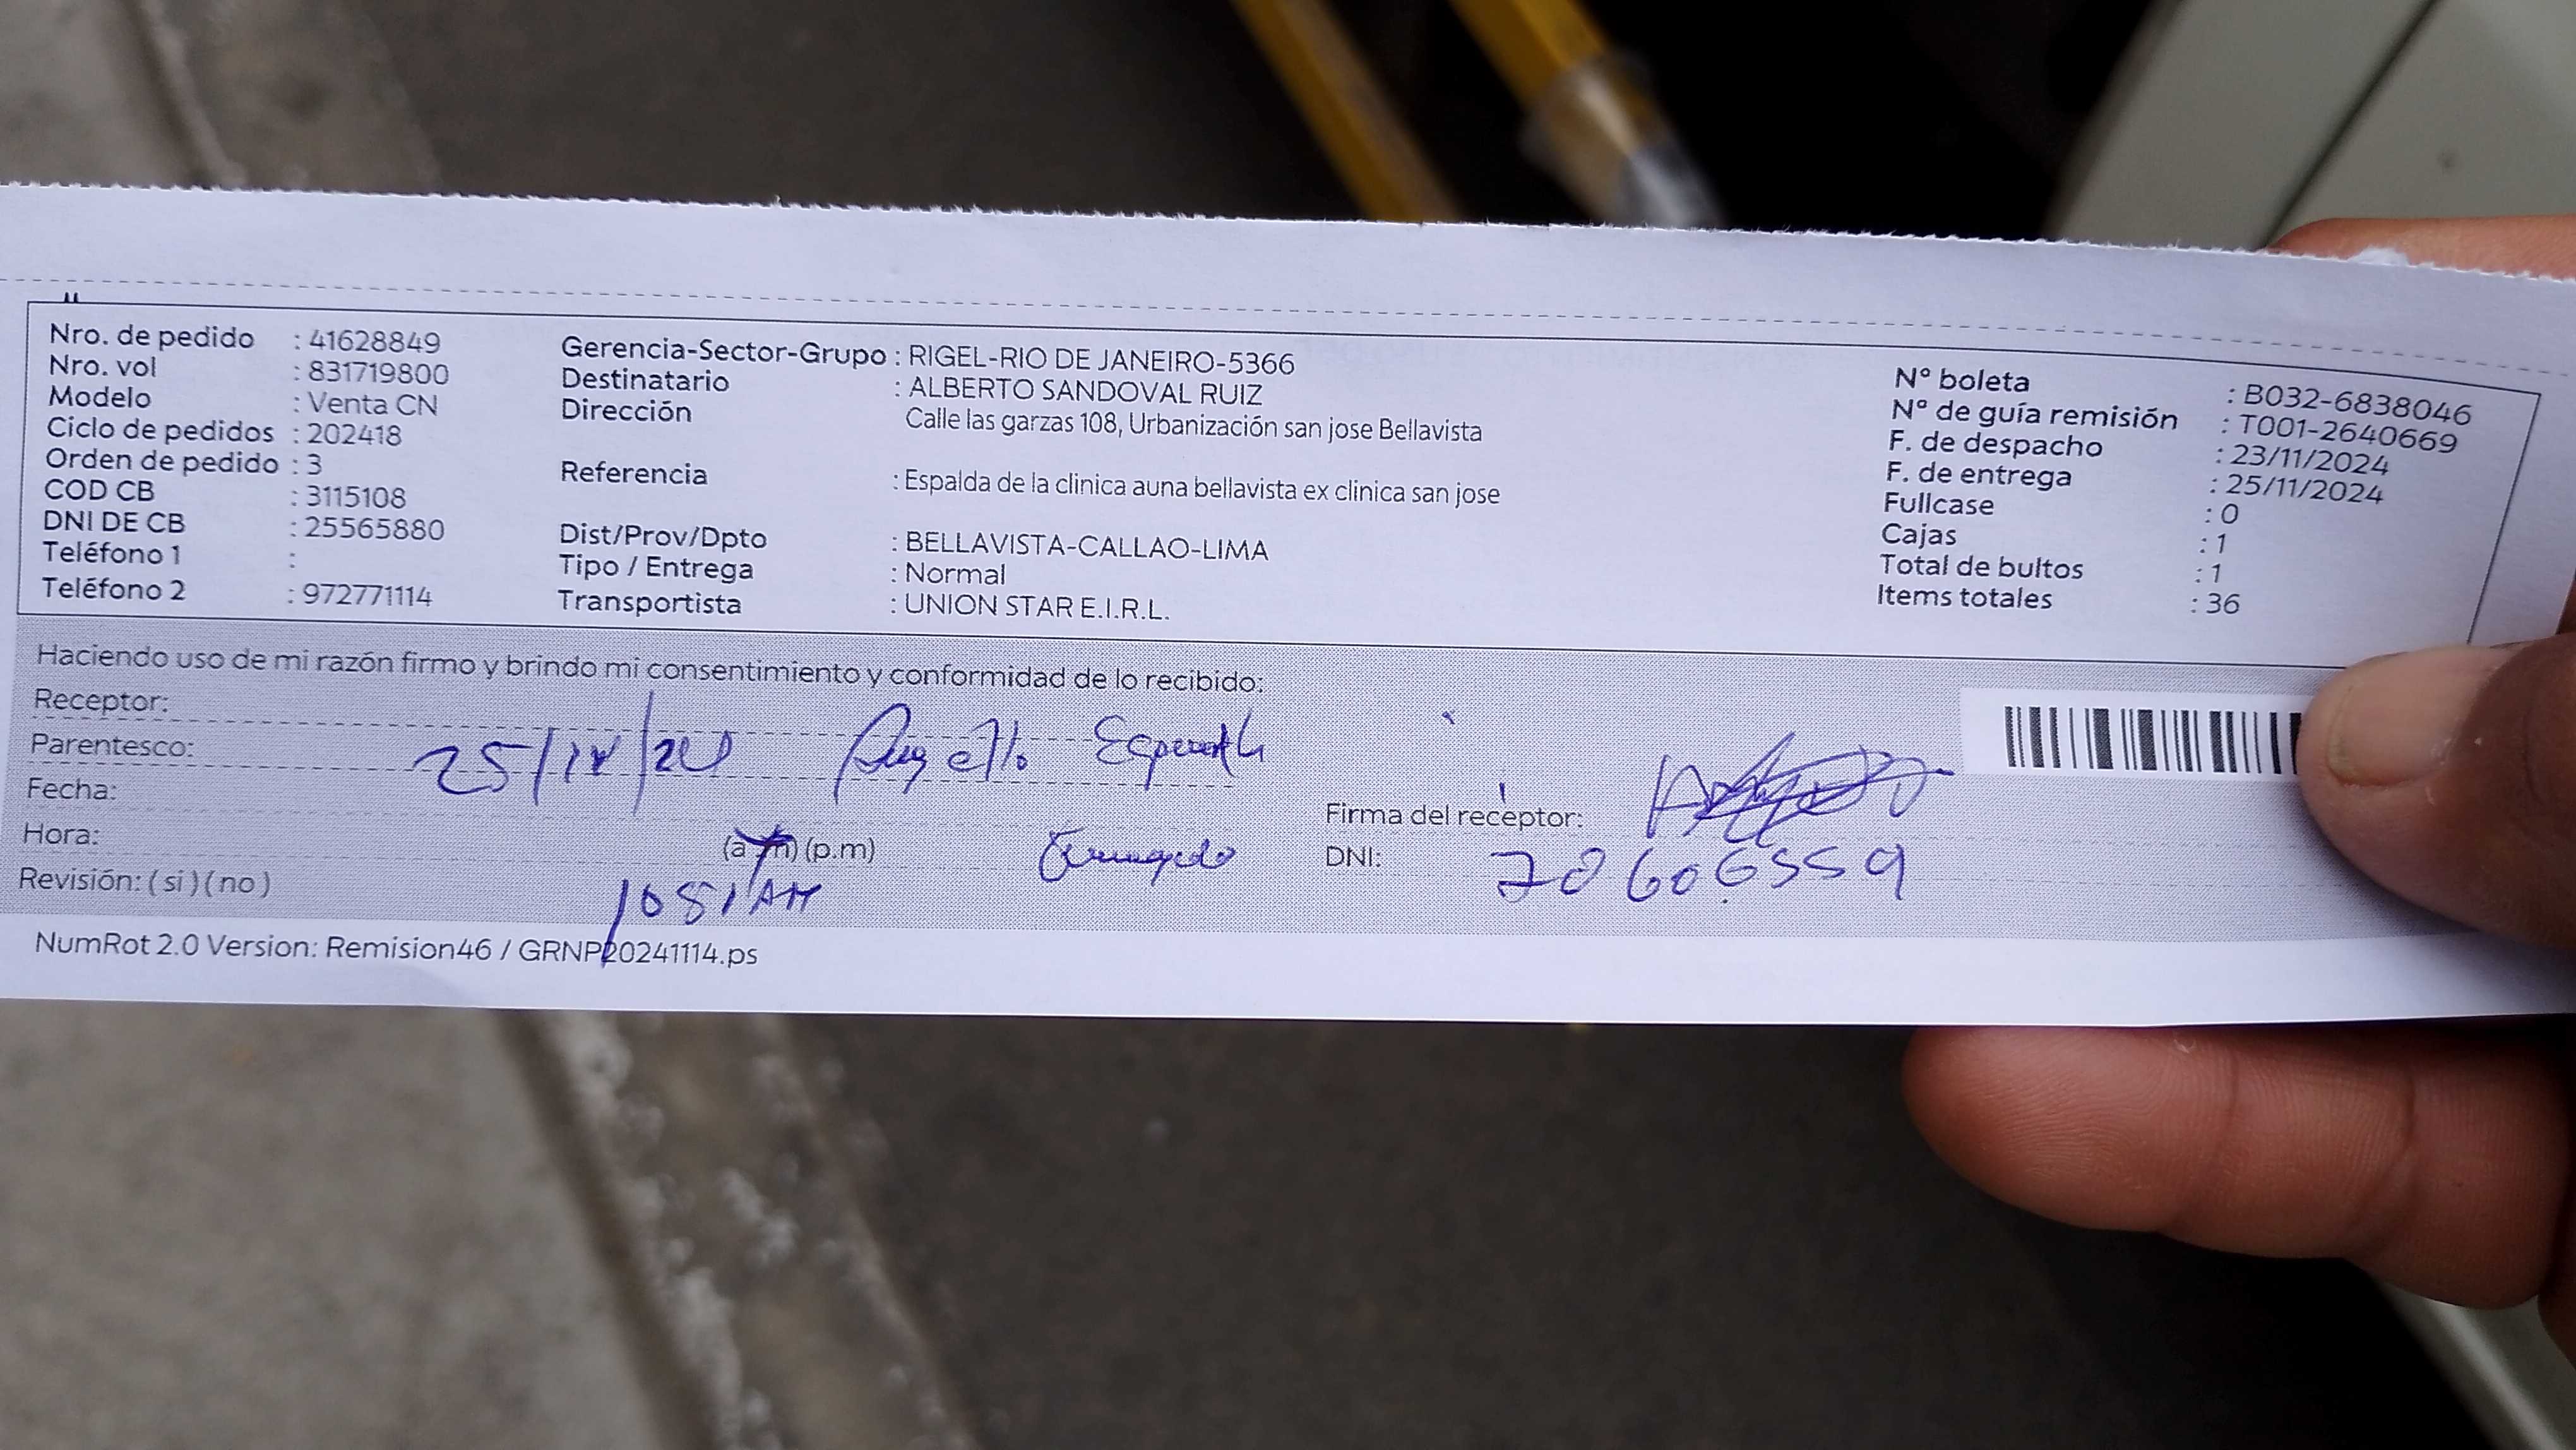 Nro. de pedido : 41628849
Nro. vol : 831719800
Modelo : Venta CN
Ciclo de pedidos : 202418
Orden de pedido : 3
COD CB : 3115108
DNI DE CB : 25565880
Teléfono 1 :
Teléfono 2 : 972771114
Gerencia-Sector-Grupo : RIGEL-RIO DE JANEIRO-5366
Destinatario : ALBERTO SANDOVAL RUIZ
Dirección Calle las garzas 108, Urbanización san jose Bellavista
Referencia : Espalda de la clinica auna bellavista ex clinica san jose
Dist/Prov/Dpto : BELLAVISTA-CALLAO-LIMA
Tipo / Entrega : Normal
Transportista : UNION STAR E.I.R.L.
N° boleta : B032-6838046
N° de guía remisión : T001-2640669
F. de despacho : 23/11/2024
F. de entrega : 25/11/2024
Fullcase : 0
Cajas : 1
Total de bultos : 1
Items totales : 36
Haciendo uso de mi razón firmo y brindo mi consentimiento y conformidad de lo recibido:
Receptor:
Parentesco:
Fecha:
Hora: (a.m) (p.m)
1051 AM
Revisión: ( si ) ( no )
Firma del receptor:
DNI: 70606559
NumRot 2.0 Version: Remision46 / GRNP20241114.ps